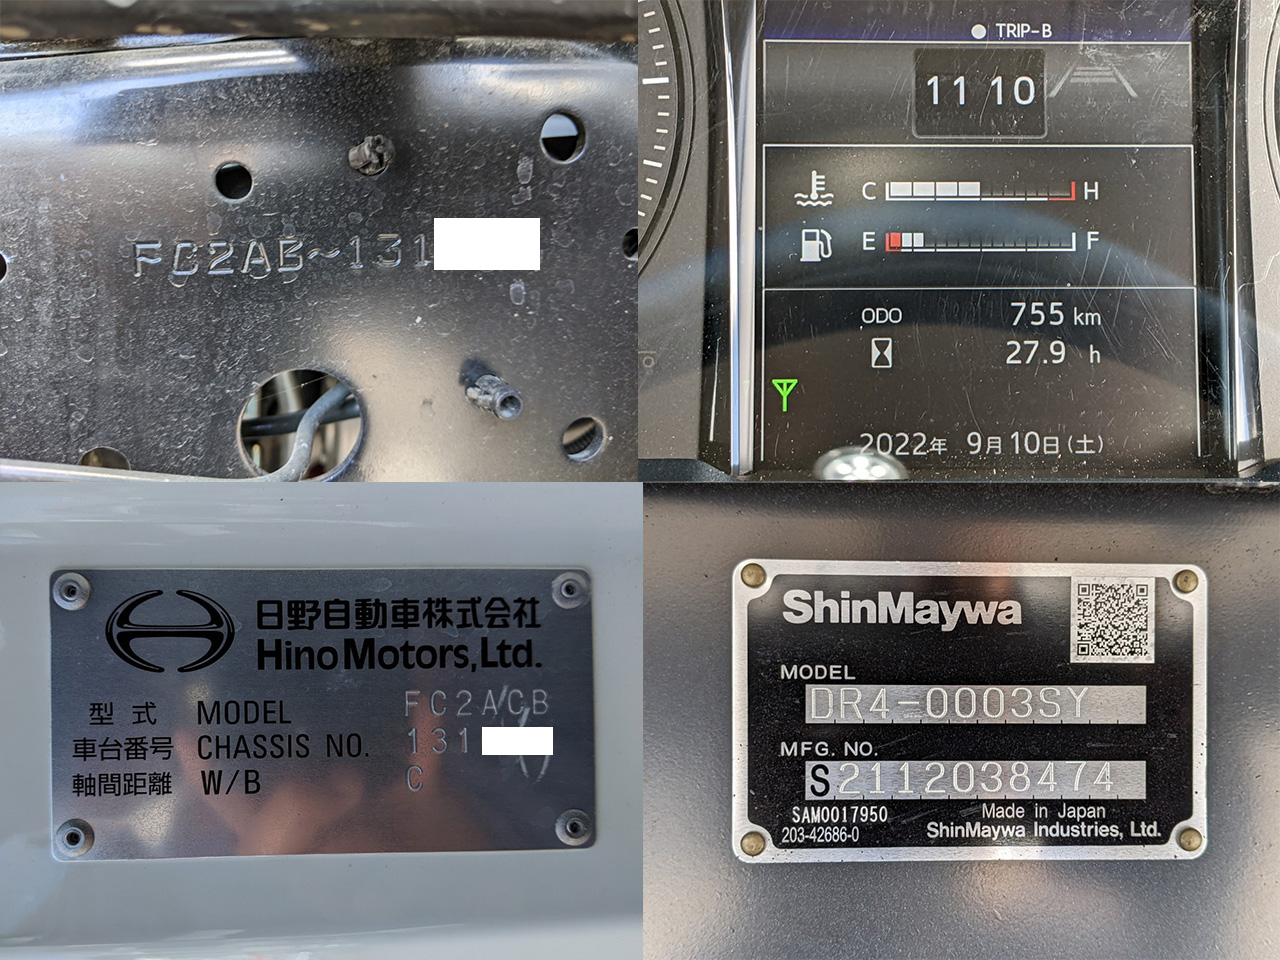 FC2AB~131
TRIP-B
11 10
C H
E F
ODO 755 km
27.9 h
2022年 9月10日(土)
日野自動車株式会社
Hino Motors, Ltd.
型式 MODEL FC2ACB
車台番号 CHASSIS NO. 131
軸間距離 W/B C
ShinMaywa
MODEL
DR4-0003SY
MFG. NO.
S2112038474
SAM0017950
203-42686-0
Made in Japan
ShinMaywa Industries, Ltd.